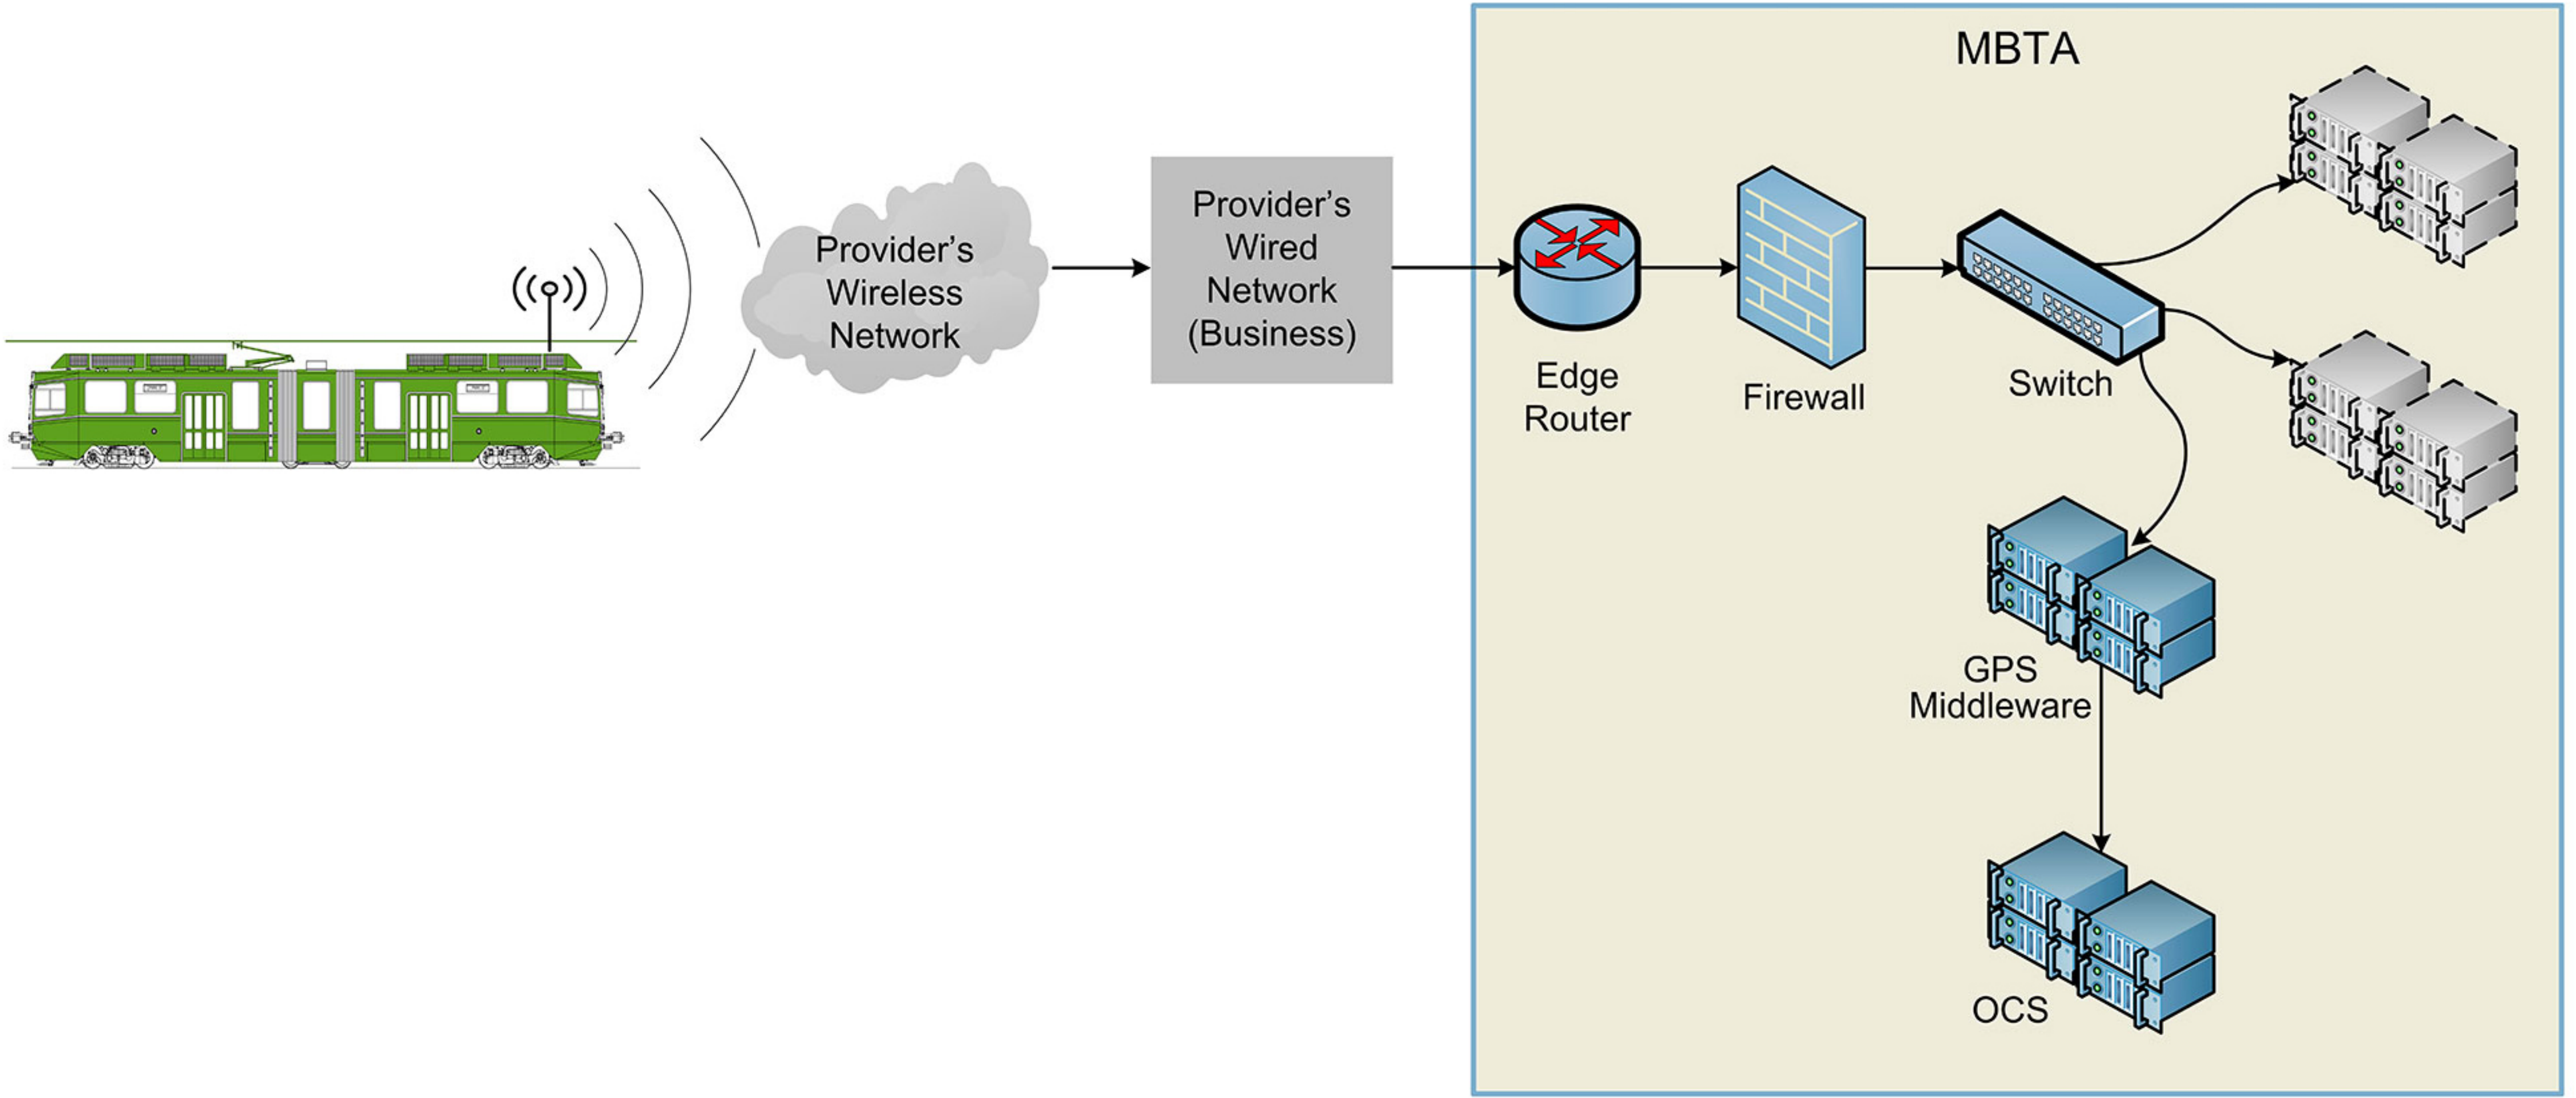 MBTA
Provider's
Wireless
Network
Provider's
Wired
Network
(Business)
Edge
Router
Firewall
Switch
GPS
Middleware
OCS